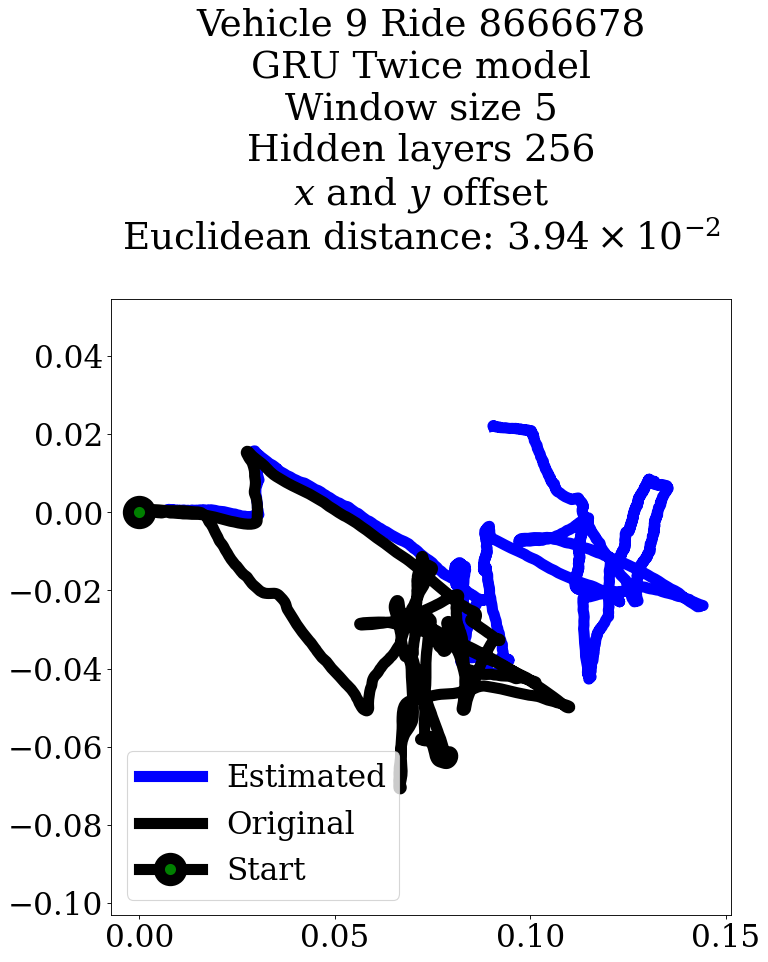 Vehicle 9 Ride 8666678
GRU Twice model
Window size 5
Hidden layers 256
x and y offset
Euclidean distance: 3.94 × 10⁻²
0.04
0.02
0.00
−0.02
−0.04
−0.06
−0.08
−0.10
Estimated
Original
Start
0.00 0.05 0.10 0.15